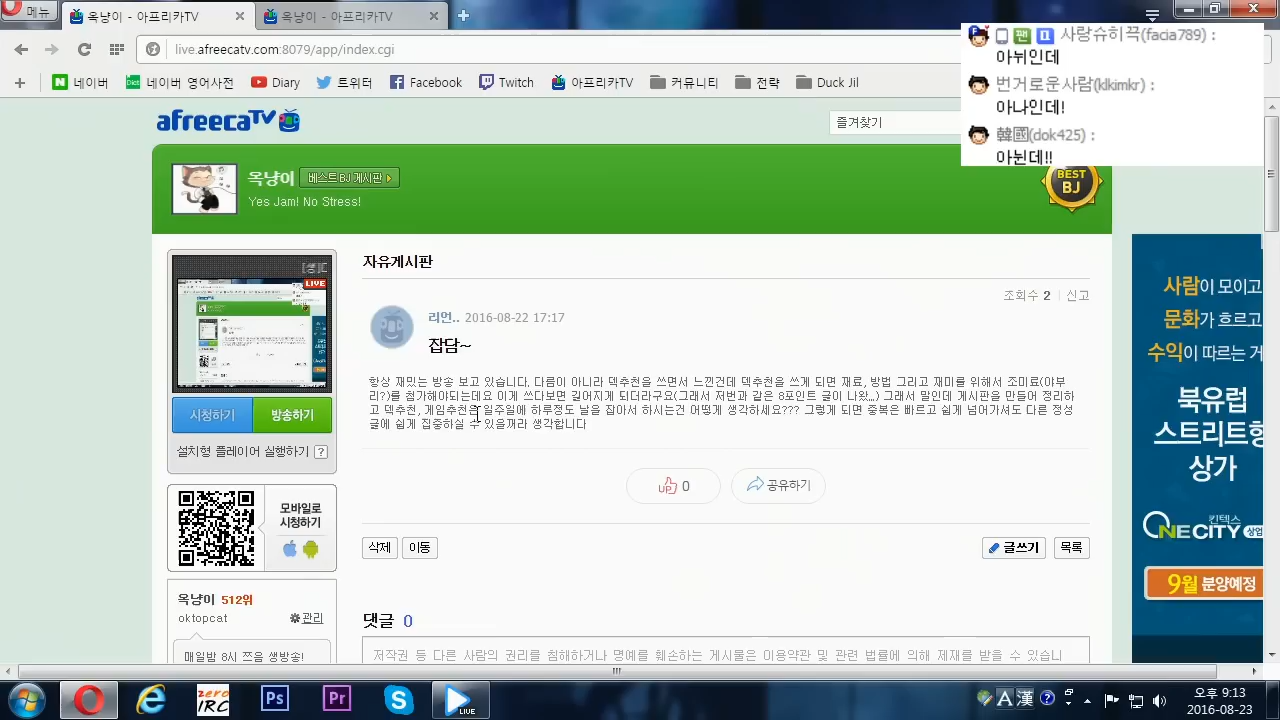 메뉴
옥냥이 - 아프리카TV
옥냥이 - 아프리카TV
live.afreecatv.com:8079/app/index.cgi
네이버
네이버 영어사전
Diary
트위터
Facebook
Twitch
아프리카TV
커뮤니티
전략
Duck Jil
사랑슈히끅(facia789) :
아뉘인데
번거로운사람(klkimkr) :
아나인데!
韓國(dok425) :
아뉜데!!
afreecaTV
즐겨찾기
옥냥이
베스트 BJ 게시판
Yes Jam! No Stress!
BEST
BJ
LIVE
시청하기
방송하기
설치형 플레이어 실행하기 ?
모바일로
시청하기
옥냥이 512위
oktopcat
관리
매일밤 8시 쯔음 생방송!
자유게시판
조회수 2 | 신고
리언.. 2016-08-22 17:17
잡담~
항상 재밌는 방송 보고 있습니다. 다름이 아니라 덱추천을 쓰면서 느낀건데 덱추천을 쓰게 되면 재료, 방법 그리고 재미를 위해서 조미료(야부
리?)를 첨가해야되는데요 이게 쓰다보면 길어지게 되더라구요(그래서 저번과 같은 8포인트 글이 나왔...) 그래서 말인데 게시판을 만들어 정리하
고 덱추천, 게임추천은 일주일에 하루정도 날을 잡아서 하시는건 어떻게 생각하세요?? 그렇게 되면 중복은 빠르고 쉽게 넘어가서도 다른 정성
글에 쉽게 집중하실 수 있을꺼라 생각합니다
0
공유하기
삭제
이동
글쓰기
목록
댓글 0
저작권 등 다른 사람의 권리를 침해하거나 명예를 훼손하는 게시물은 이용약관 및 관련 법률에 의해 제재를 받을 수 있습니
사람이 모이고
문화가 흐르고
수익이 따르는 거
북유럽
스트리트형
상가
킨텍스
ONECITY 상업
9월 분양예정
zero
IRC
Ps
Pr
LIVE
A 漢
오후 9:13
2016-08-23